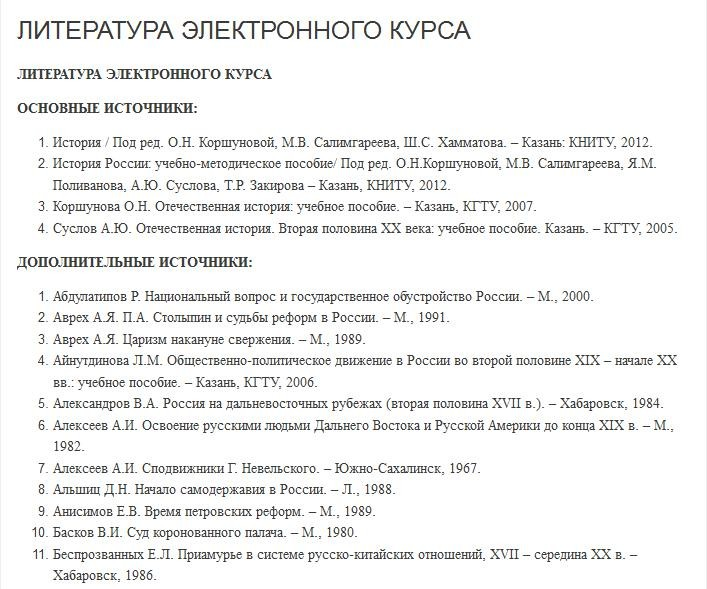 ЛИТЕРАТУРА ЭЛЕКТРОННОГО КУРСА
ЛИТЕРАТУРА ЭЛЕКТРОННОГО КУРСА
ОСНОВНЫЕ ИСТОЧНИКИ:
1. История / Под ред. О.Н. Коршуновой, М.В. Салимгареева, Ш.С. Хамматова. – Казань: КНИТУ, 2012.
2. История России: учебно-методическое пособие/ Под ред. О.Н.Коршуновой, М.В. Салимгареева, Я.М.
Поливанова, А.Ю. Суслова, Т.Р. Закирова – Казань, КНИТУ, 2012.
3. Коршунова О.Н. Отечественная история: учебное пособие. – Казань, КГТУ, 2007.
4. Суслов А.Ю. Отечественная история. Вторая половина XX века: учебное пособие. Казань. – КГТУ, 2005.
ДОПОЛНИТЕЛЬНЫЕ ИСТОЧНИКИ:
1. Абдулатипов Р. Национальный вопрос и государственное обустройство России. – М., 2000.
2. Аврех А.Я. П.А. Столыпин и судьбы реформ в России. – М., 1991.
3. Аврех А.Я. Царизм накануне свержения. – М., 1989.
4. Айнутдинова Л.М. Общественно-политическое движение в России во второй половине XIX – начале XX
вв.: учебное пособие. – Казань, КГТУ, 2006.
5. Александров В.А. Россия на дальневосточных рубежах (вторая половина XVII в.). – Хабаровск, 1984.
6. Алексеев А.И. Освоение русскими людьми Дальнего Востока и Русской Америки до конца XIX в. – М.,
1982.
7. Алексеев А.И. Сподвижники Г. Невельского. – Южно-Сахалинск, 1967.
8. Альшиц Д.Н. Начало самодержавия в России. – Л., 1988.
9. Анисимов Е.В. Время петровских реформ. – М., 1989.
10. Басков В.И. Суд коронованного палача. – М., 1980.
11. Беспрозванных Е.Л. Приамурье в системе русско-китайских отношений, XVII – середина XX в. –
Хабаровск, 1986.